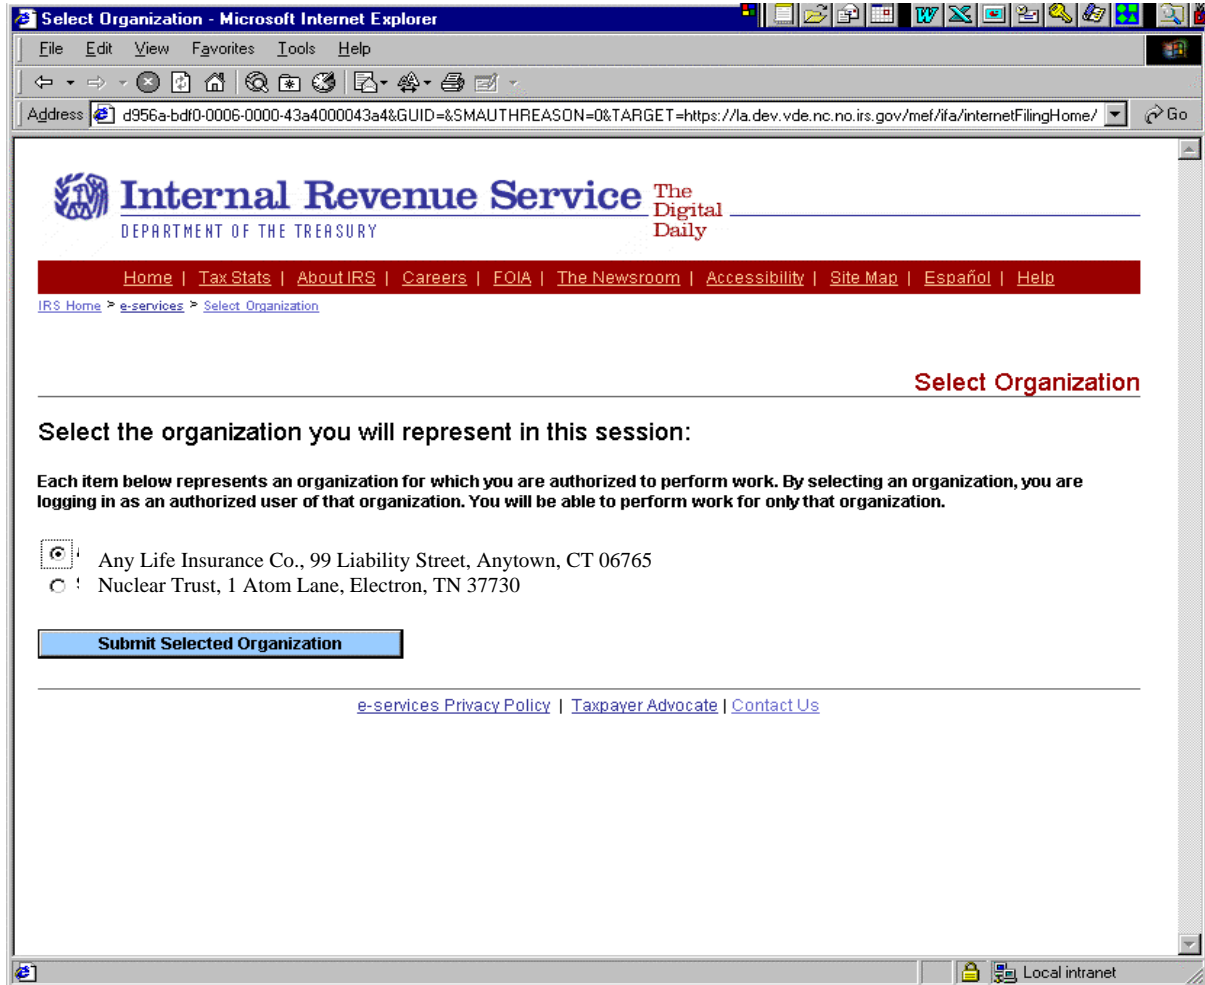 Select Organization - Microsoft Internet Explorer
File Edit View Favorites Tools Help
Address d956a-bdf0-0006-0000-43a4000043a4&GUID=&SMAUTHREASON=0&TARGET=https://la.dev.vde.nc.no.irs.gov/mef/ifa/internetFilingHome/ Go
Internal Revenue Service
DEPARTMENT OF THE TREASURY
The
Digital
Daily
Home | Tax Stats | About IRS | Careers | FOIA | The Newsroom | Accessibility | Site Map | Español | Help
IRS Home > e-services > Select Organization
Select Organization
Select the organization you will represent in this session:
Each item below represents an organization for which you are authorized to perform work. By selecting an organization, you are
logging in as an authorized user of that organization. You will be able to perform work for only that organization.
Any Life Insurance Co., 99 Liability Street, Anytown, CT 06765
Nuclear Trust, 1 Atom Lane, Electron, TN 37730
Submit Selected Organization
e-services Privacy Policy | Taxpayer Advocate | Contact Us
Local intranet